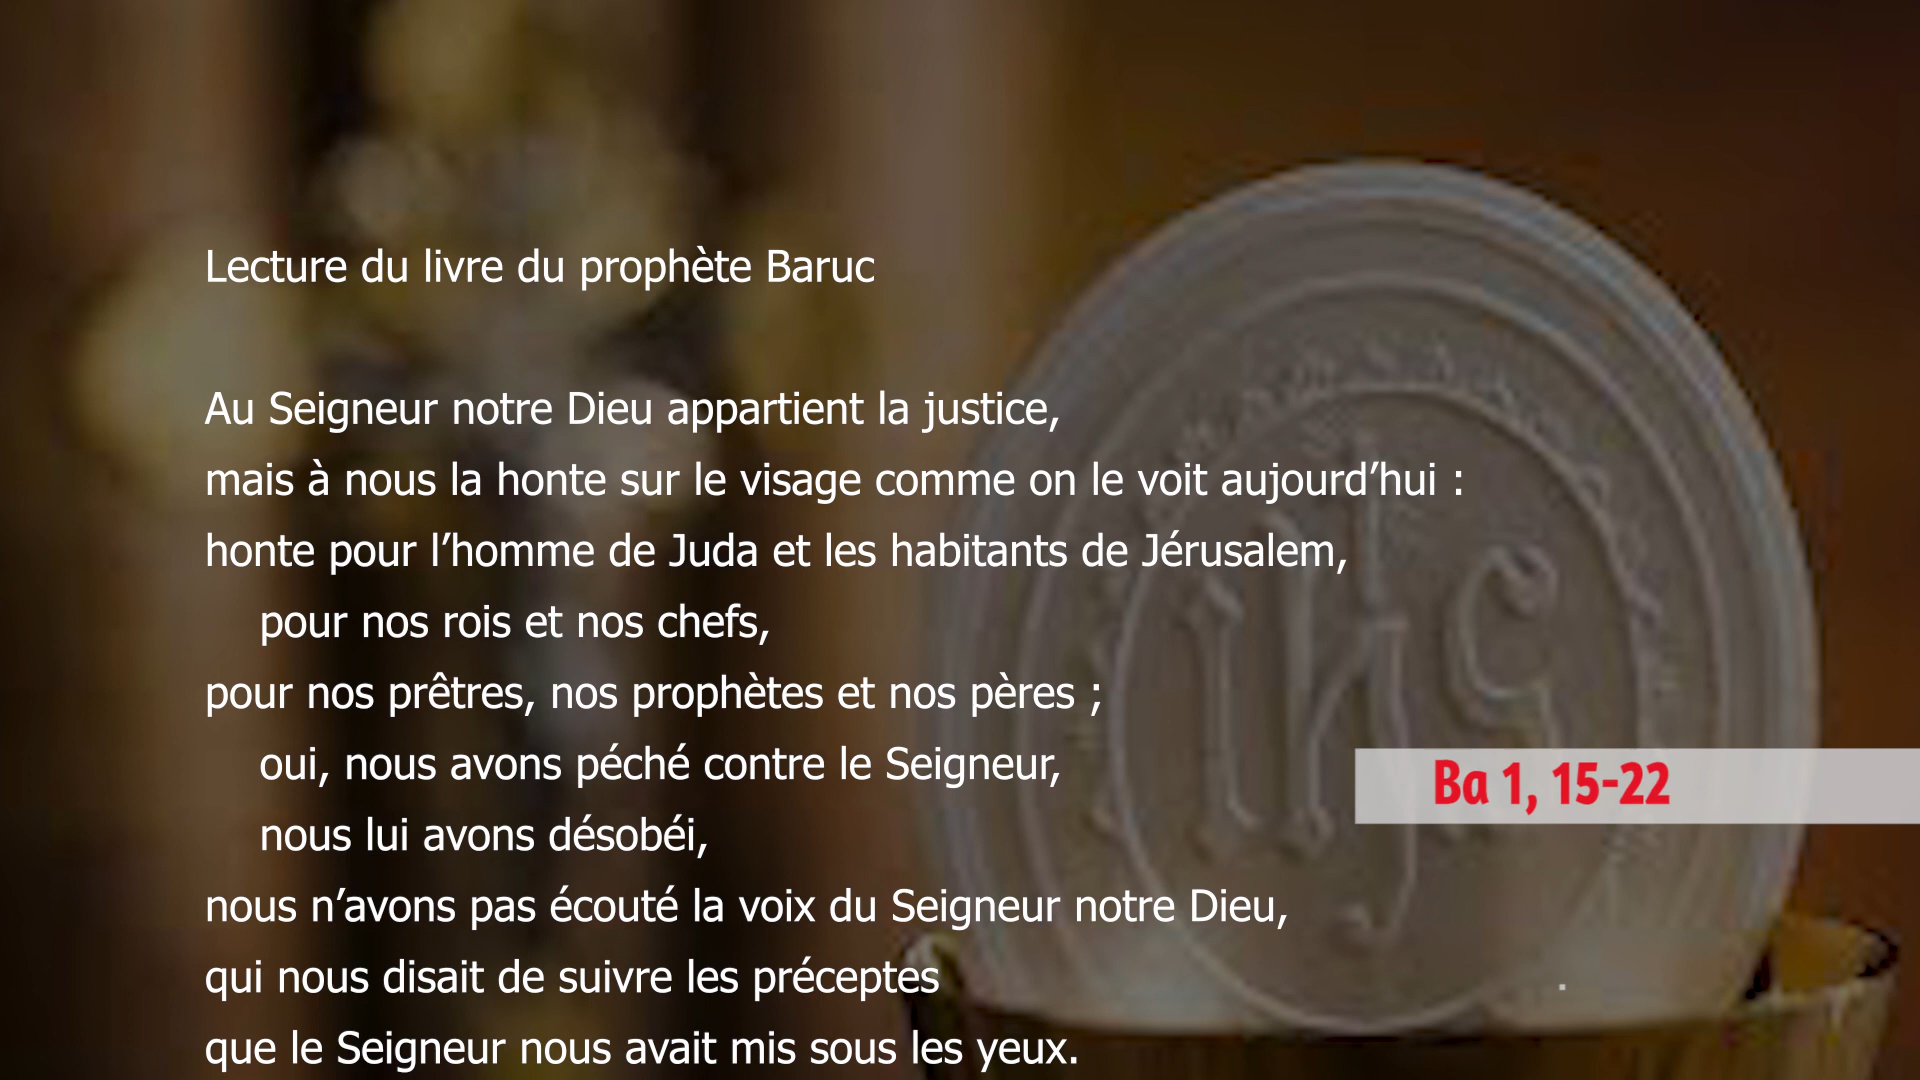 Lecture du livre du prophète Baruc
Au Seigneur notre Dieu appartient la justice,
mais à nous la honte sur le visage comme on le voit aujourd’hui :
honte pour l’homme de Juda et les habitants de Jérusalem,
pour nos rois et nos chefs,
pour nos prêtres, nos prophètes et nos pères ;
oui, nous avons péché contre le Seigneur,
Ba 1, 15-22
nous lui avons désobéi,
nous n’avons pas écouté la voix du Seigneur notre Dieu,
qui nous disait de suivre les préceptes
.
que le Seigneur nous avait mis sous les yeux.
ihs